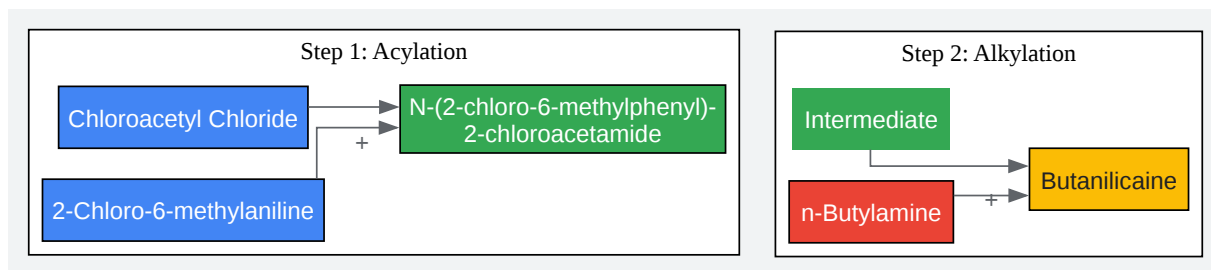 Step 1: Acylation
Chloroacetyl Chloride
N-(2-chloro-6-methylphenyl)-
2-chloroacetamide
+
2-Chloro-6-methylaniline
Step 2: Alkylation
Intermediate
Butanilicaine
n-Butylamine
+